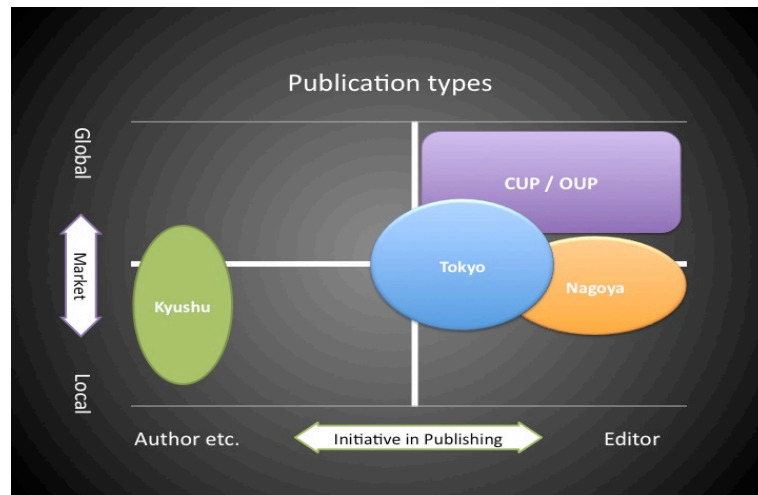 Publication types
Global
CUP / OUP
Market
Tokyo
Kyushu
Nagoya
Local
Author etc.
Initiative in Publishing
Editor